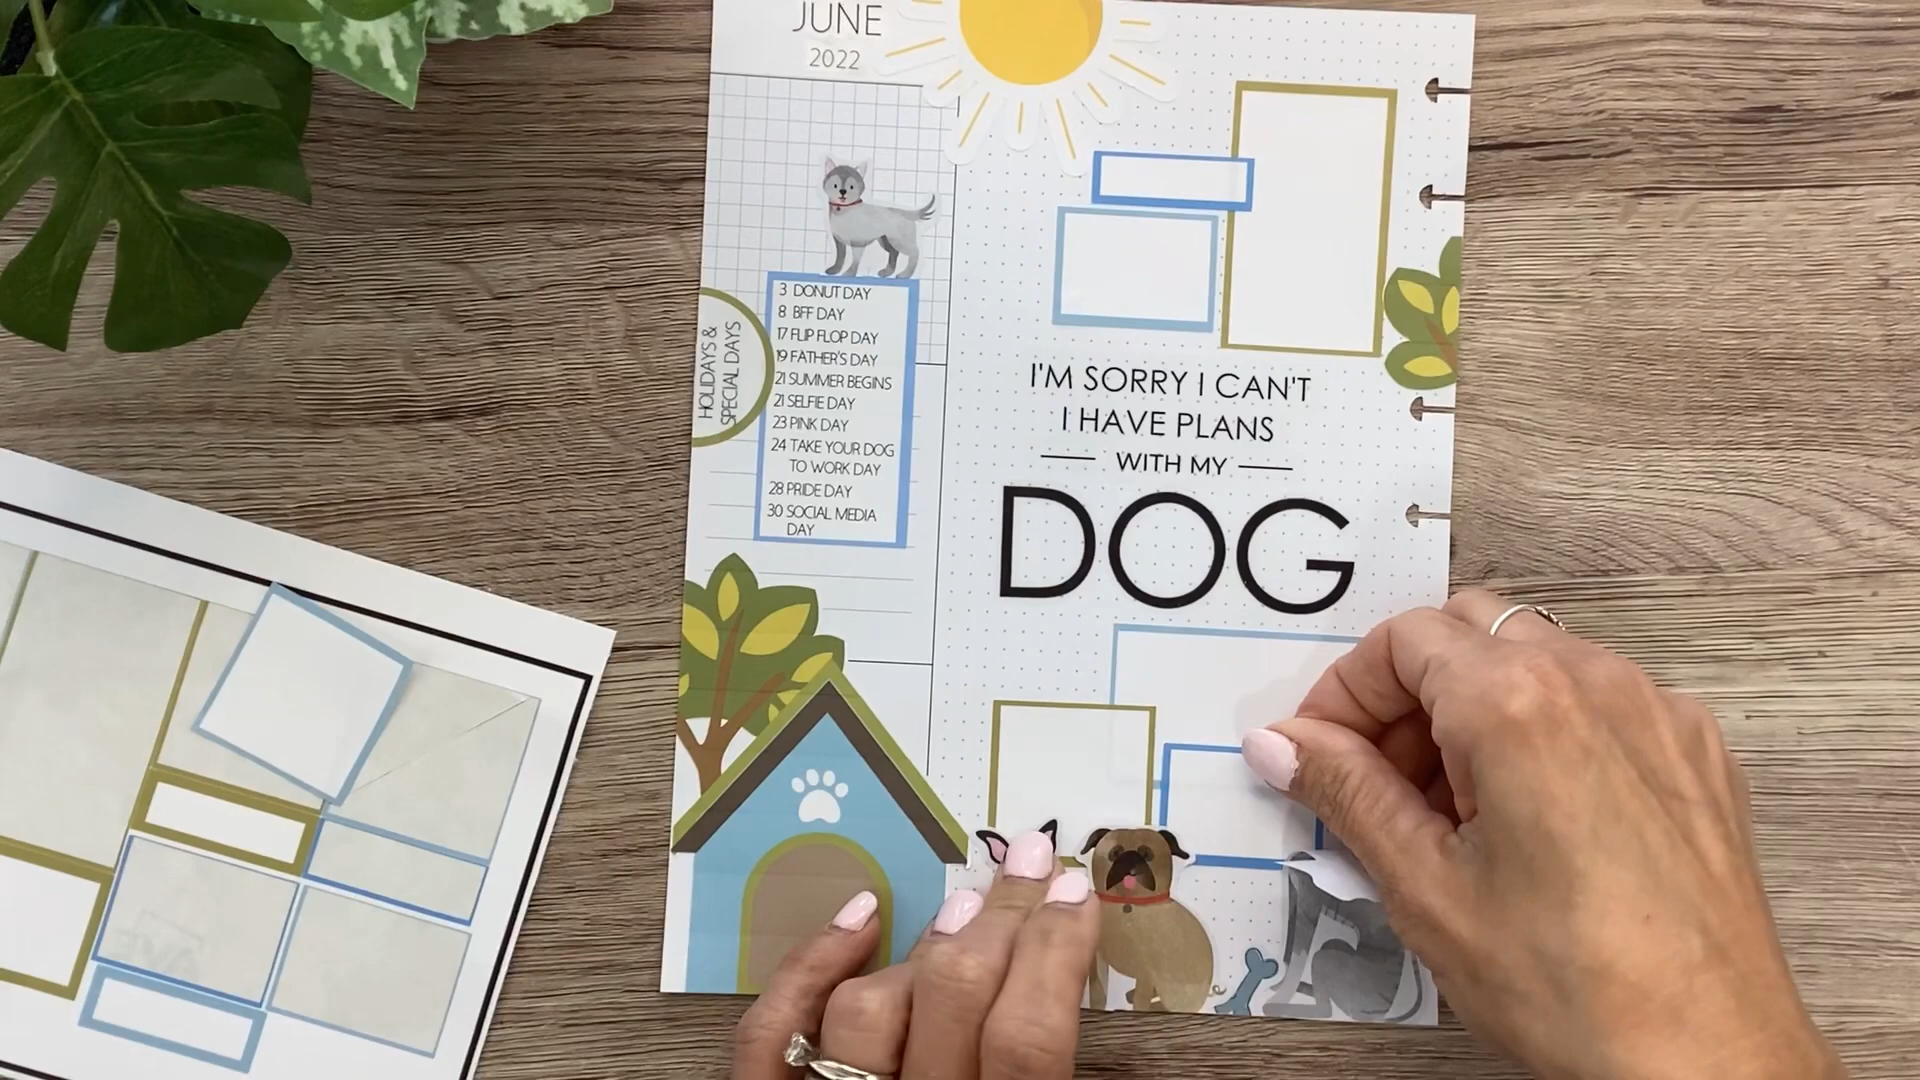 JUNE
2022
HOLIDAYS &
SPECIAL DAYS
3 DONUT DAY
8 BFF DAY
17 FLIP FLOP DAY
19 FATHER'S DAY
21 SUMMER BEGINS
21 SELFIE DAY
23 PINK DAY
24 TAKE YOUR DOG
TO WORK DAY
28 PRIDE DAY
30 SOCIAL MEDIA
DAY
I'M SORRY I CAN'T
I HAVE PLANS
WITH MY
DOG